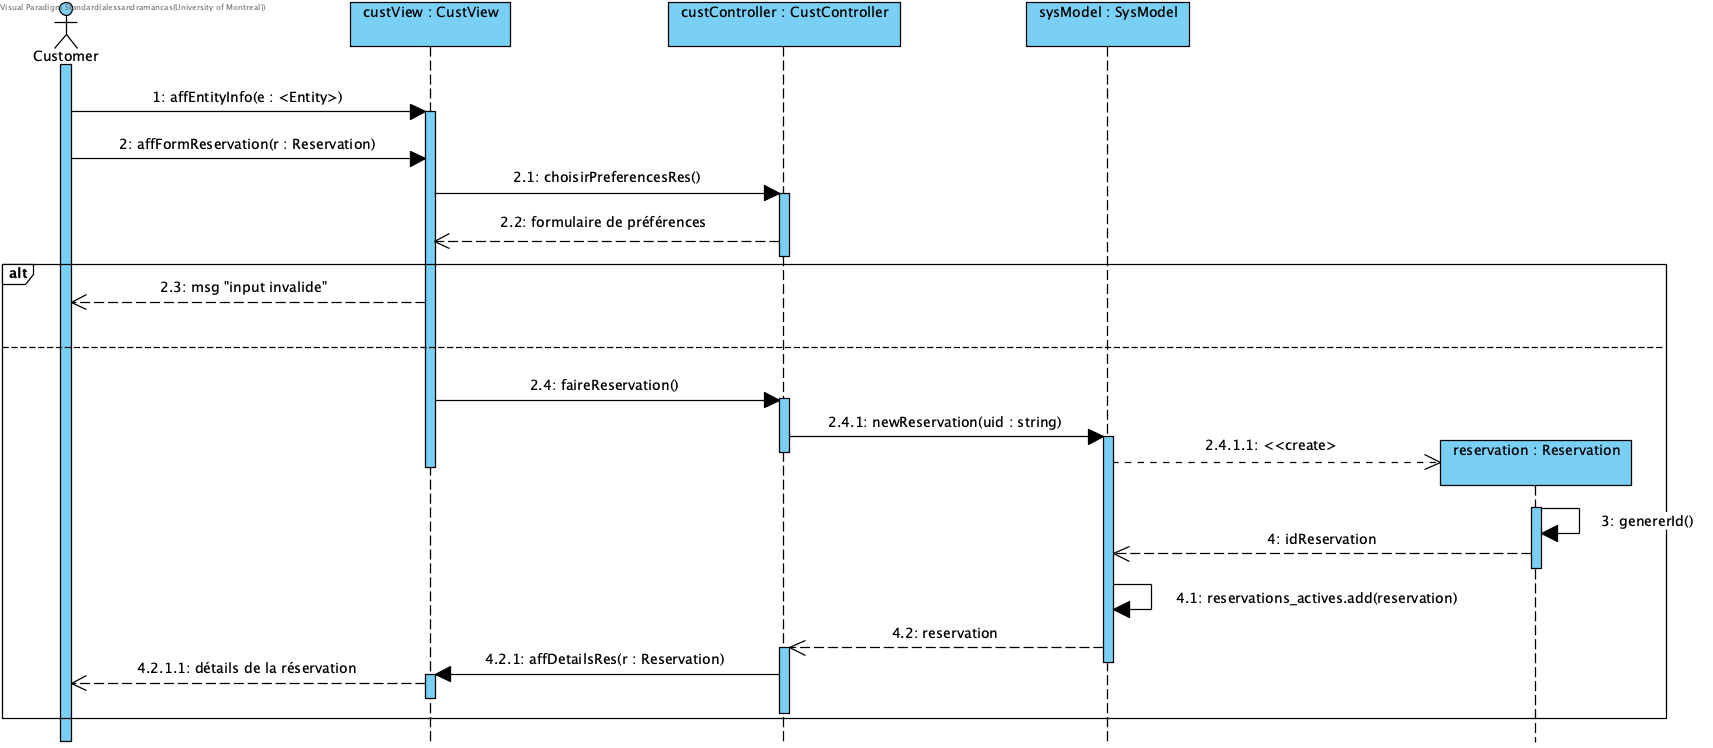 Visual Paradigm Standard(alessandramancas(University of Montreal))
custView : CustView
custController : CustController
sysModel : SysModel
Customer
1: affEntityInfo(e : <Entity>)
2: affFormReservation(r : Reservation)
2.1: choisirPreferencesRes()
2.2: formulaire de préférences
alt
2.3: msg "input invalide"
2.4: faireReservation()
2.4.1: newReservation(uid : string)
2.4.1.1: <<create>
reservation : Reservation
3: genererId()
4: idReservation
4.1: reservations_actives.add(reservation)
4.2: reservation
4.2.1: affDetailsRes(r : Reservation)
4.2.1.1: détails de la réservation